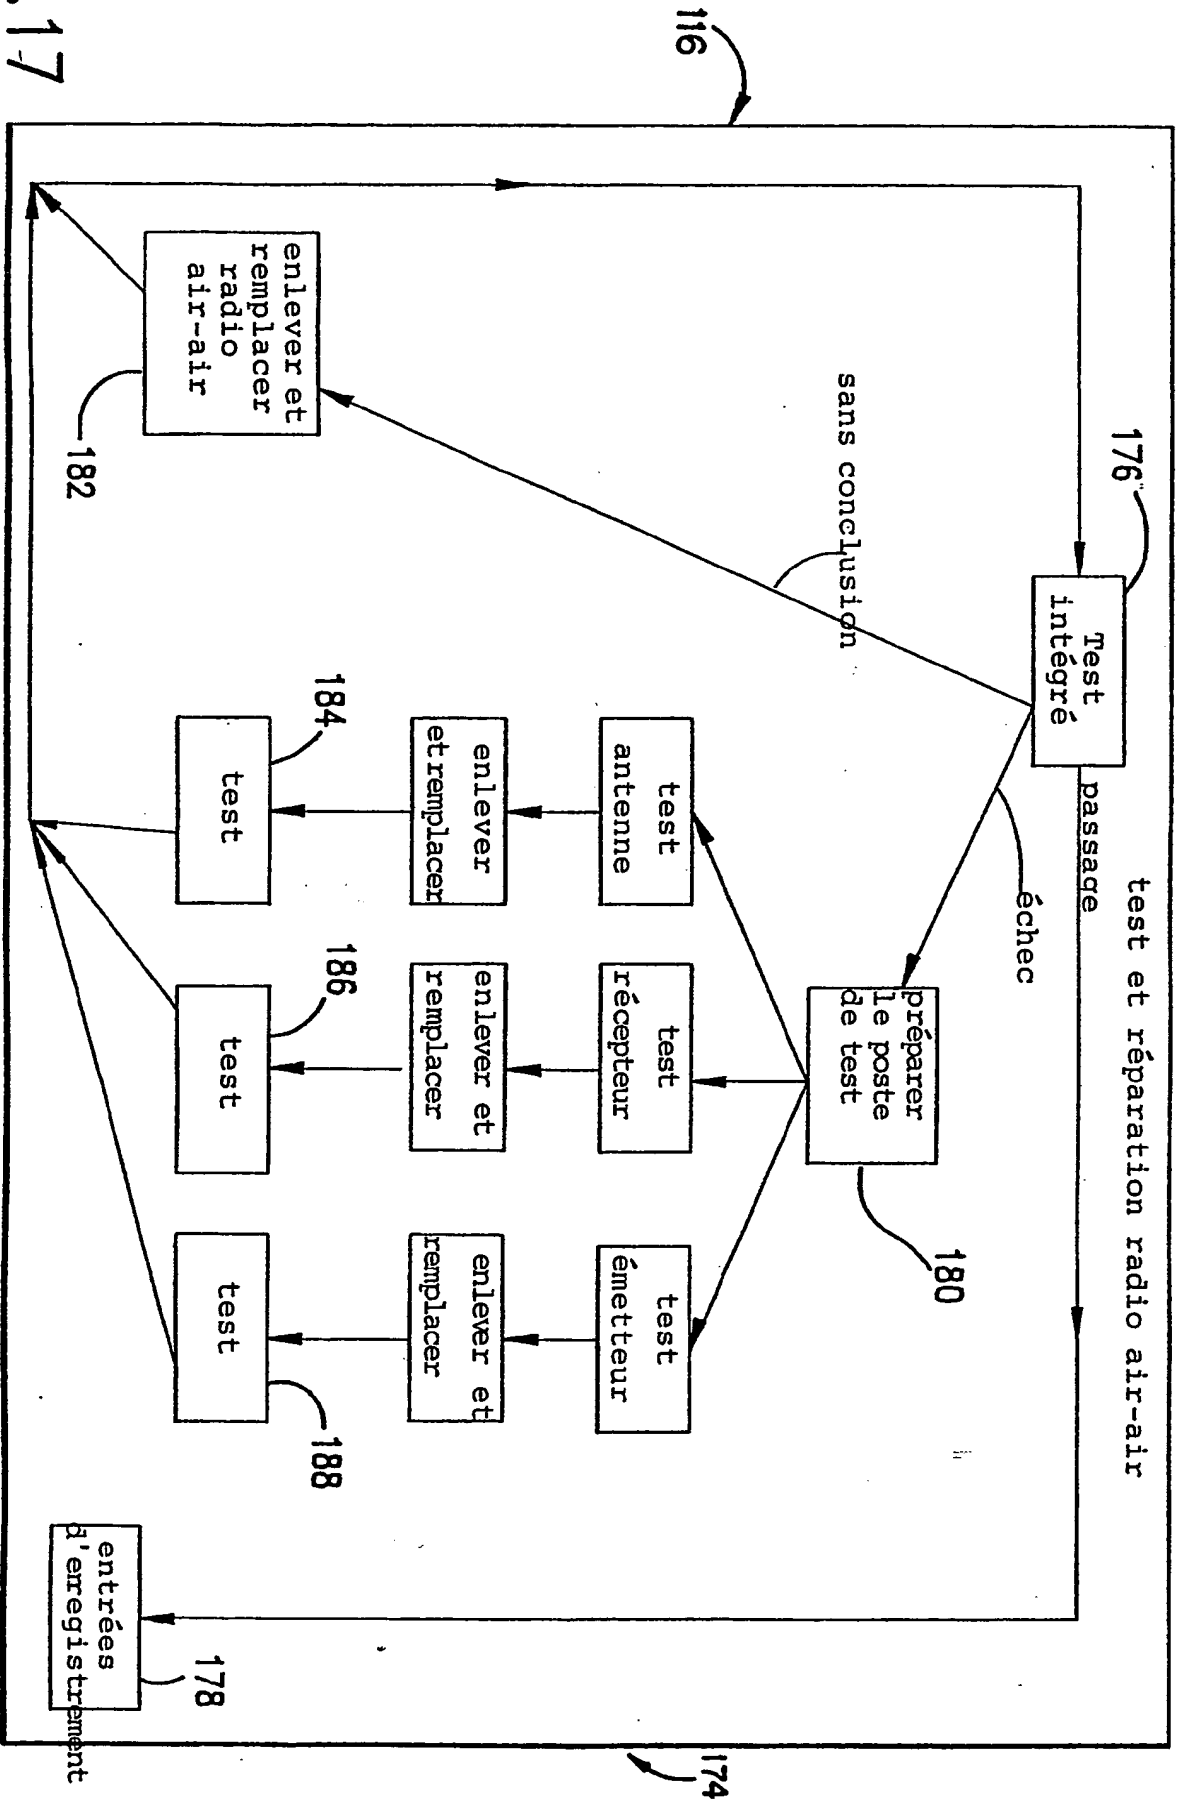 .17
116
174
test et réparation radio air-air
176
Test
intégré
passage
échec
sans conclusion
préparer
le poste
de test
180
test
antenne
test
récepteur
test
émetteur
enlever
et remplacer
enlever et
remplacer
enlever et
remplacer
184
test
186
test
188
test
enlever et
remplacer
radio
air-air
182
entrées
d'eregistrement
178